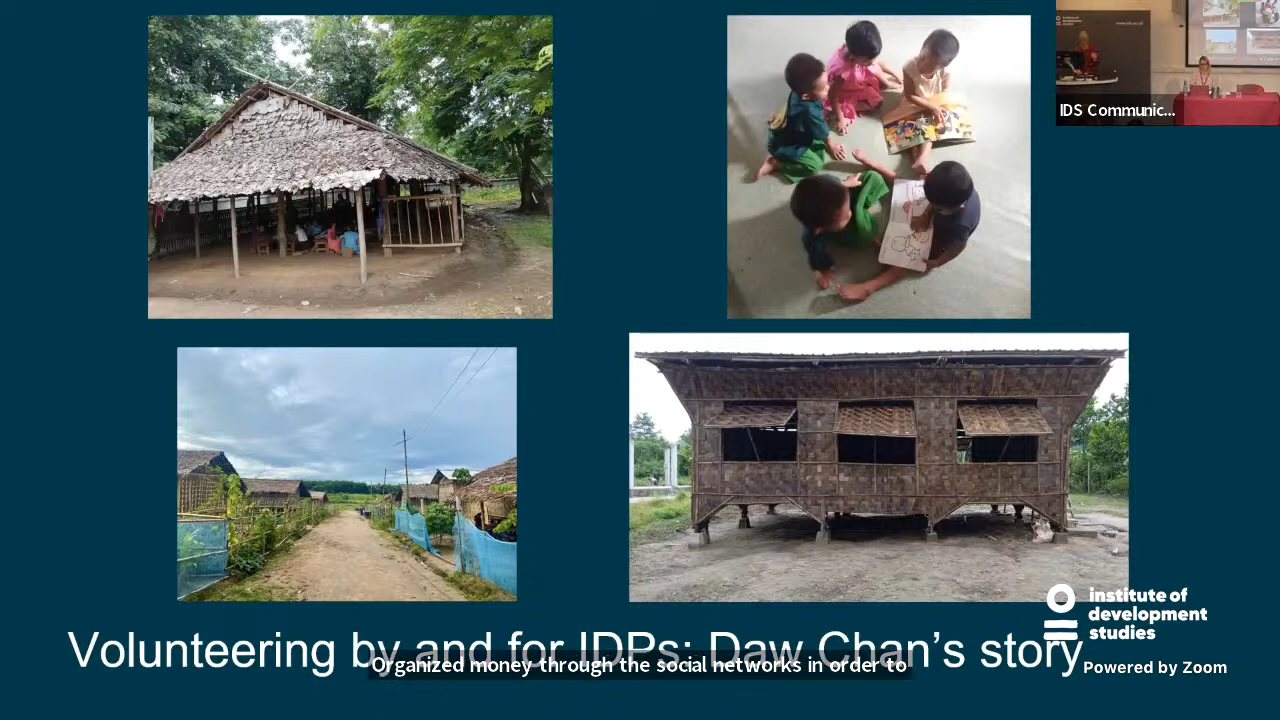 IDS Communic...
institute of
development
studies
Volunteering by and for IDPs: Daw Chan's story
Organized money through the social networks in order to
Powered by Zoom